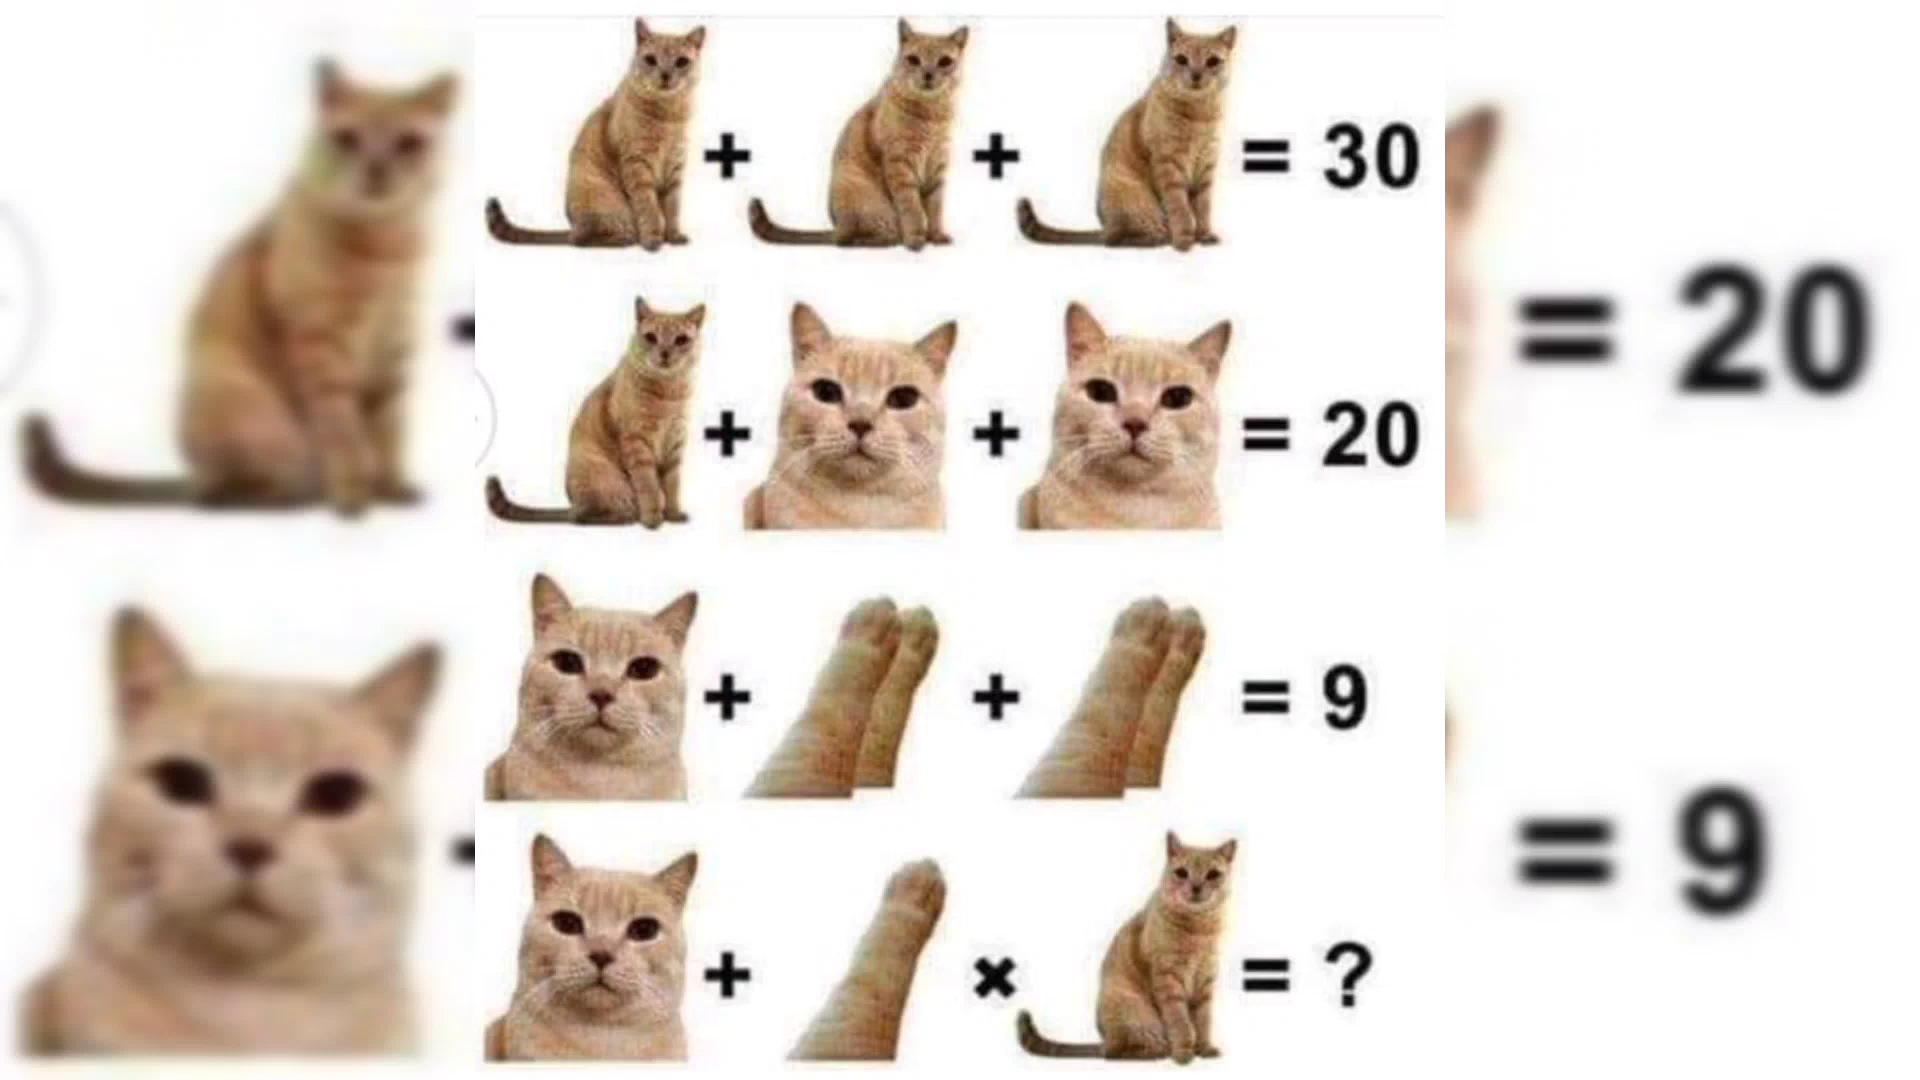 + + = 30
+ + = 20
+ + = 9
+ × = ?
= 20
= 9